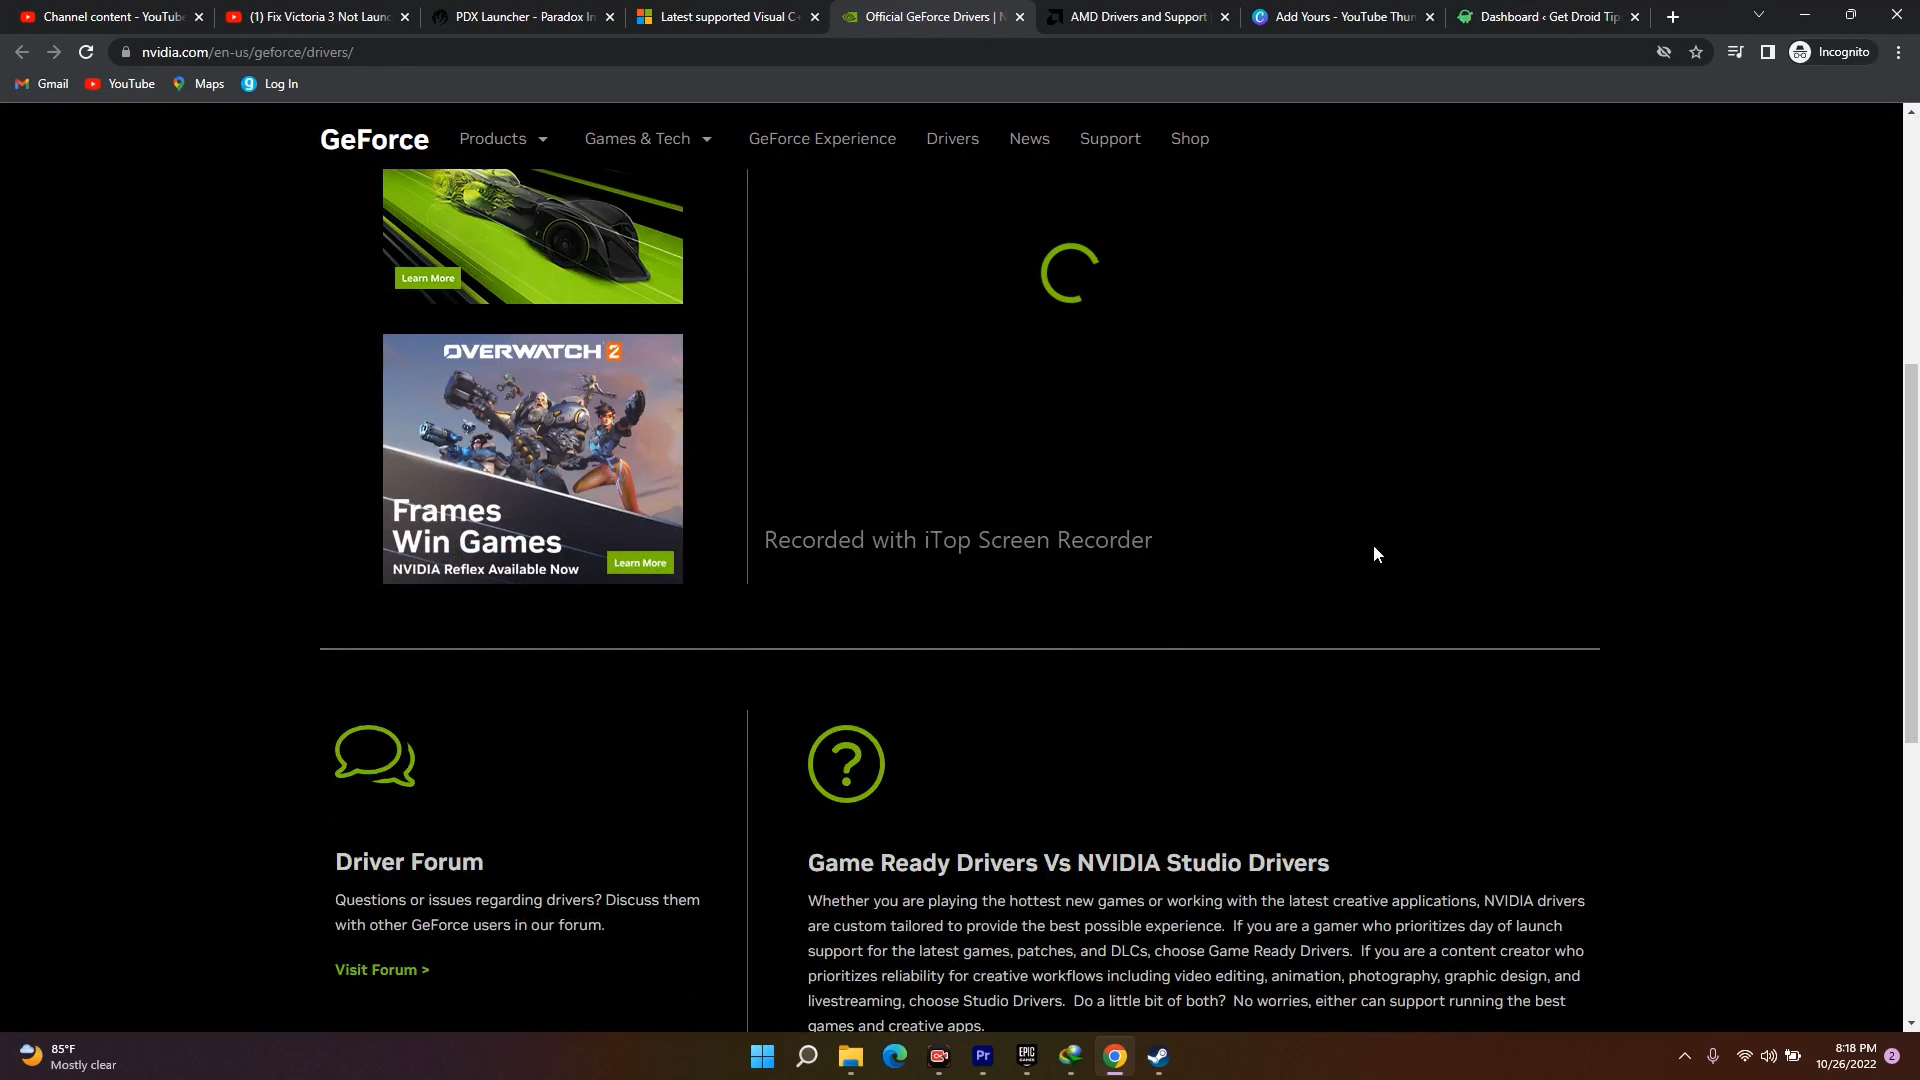 Channel content - YouTube
(1) Fix Victoria 3 Not Launc
PDX Launcher - Paradox In
Latest supported Visual C+
Official GeForce Drivers | N
AMD Drivers and Support
Add Yours - YouTube Thun
Dashboard ‹ Get Droid Tip
nvidia.com/en-us/geforce/drivers/
Incognito
Gmail
YouTube
Maps
Log In
GeForce
Products
Games & Tech
GeForce Experience
Drivers
News
Support
Shop
Learn More
OVERWATCH 2
Frames
Win Games
NVIDIA Reflex Available Now
Learn More
Recorded with iTop Screen Recorder
Driver Forum
Questions or issues regarding drivers? Discuss them
with other GeForce users in our forum.
Visit Forum >
Game Ready Drivers Vs NVIDIA Studio Drivers
Whether you are playing the hottest new games or working with the latest creative applications, NVIDIA drivers
are custom tailored to provide the best possible experience. If you are a gamer who prioritizes day of launch
support for the latest games, patches, and DLCs, choose Game Ready Drivers. If you are a content creator who
prioritizes reliability for creative workflows including video editing, animation, photography, graphic design, and
livestreaming, choose Studio Drivers. Do a little bit of both? No worries, either can support running the best
games and creative apps.
85°F
Mostly clear
Pr
EPIC
GAMES
8:18 PM
10/26/2022
2